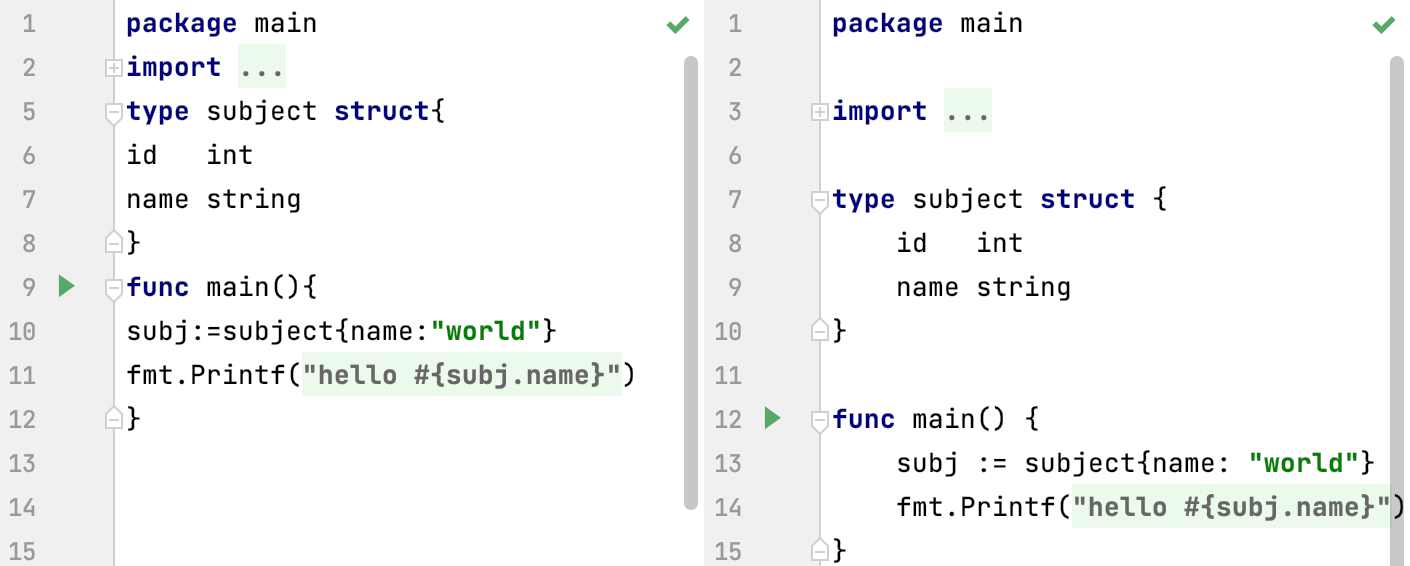 1 package main
2 import ...
5 type subject struct{
6 id   int
7 name string
8 }
9 func main(){
10 subj:=subject{name:"world"}
11 fmt.Printf("hello #{subj.name}")
12 }
13
14
15
1 package main
2
3 import ...
6
7 type subject struct {
8     id   int
9     name string
10 }
11
12 func main() {
13     subj := subject{name: "world"}
14     fmt.Printf("hello #{subj.name}")
15 }